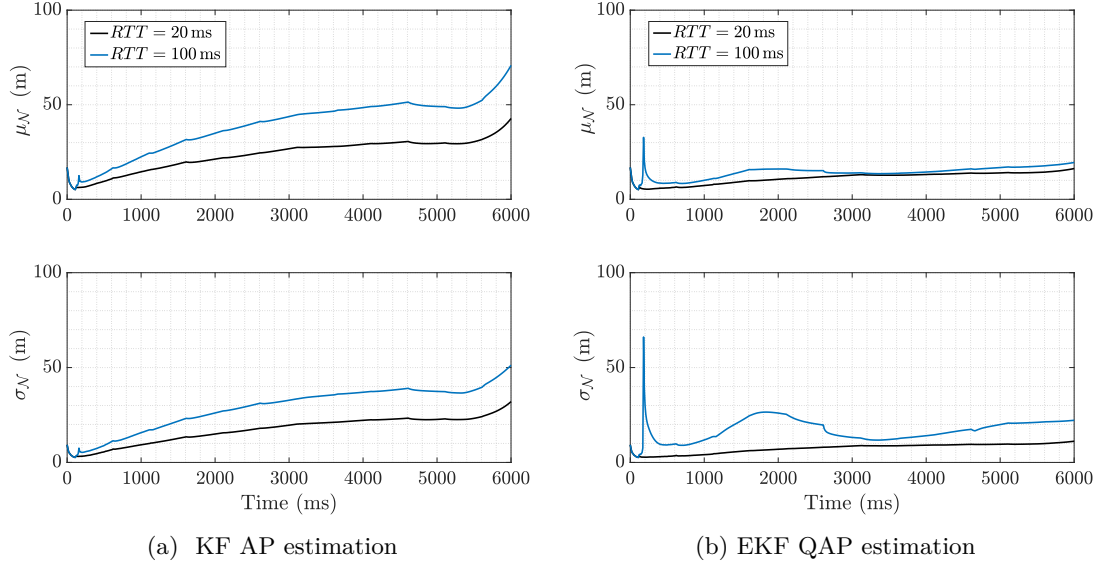 100
RTT = 20 ms
RTT = 100 ms
50
0
μ𝒩 (m)
0 1000 2000 3000 4000 5000 6000
100
50
0
σ𝒩 (m)
0 1000 2000 3000 4000 5000 6000
Time (ms)
(a) KF AP estimation
100
RTT = 20 ms
RTT = 100 ms
50
0
μ𝒩 (m)
0 1000 2000 3000 4000 5000 6000
100
50
0
σ𝒩 (m)
0 1000 2000 3000 4000 5000 6000
Time (ms)
(b) EKF QAP estimation